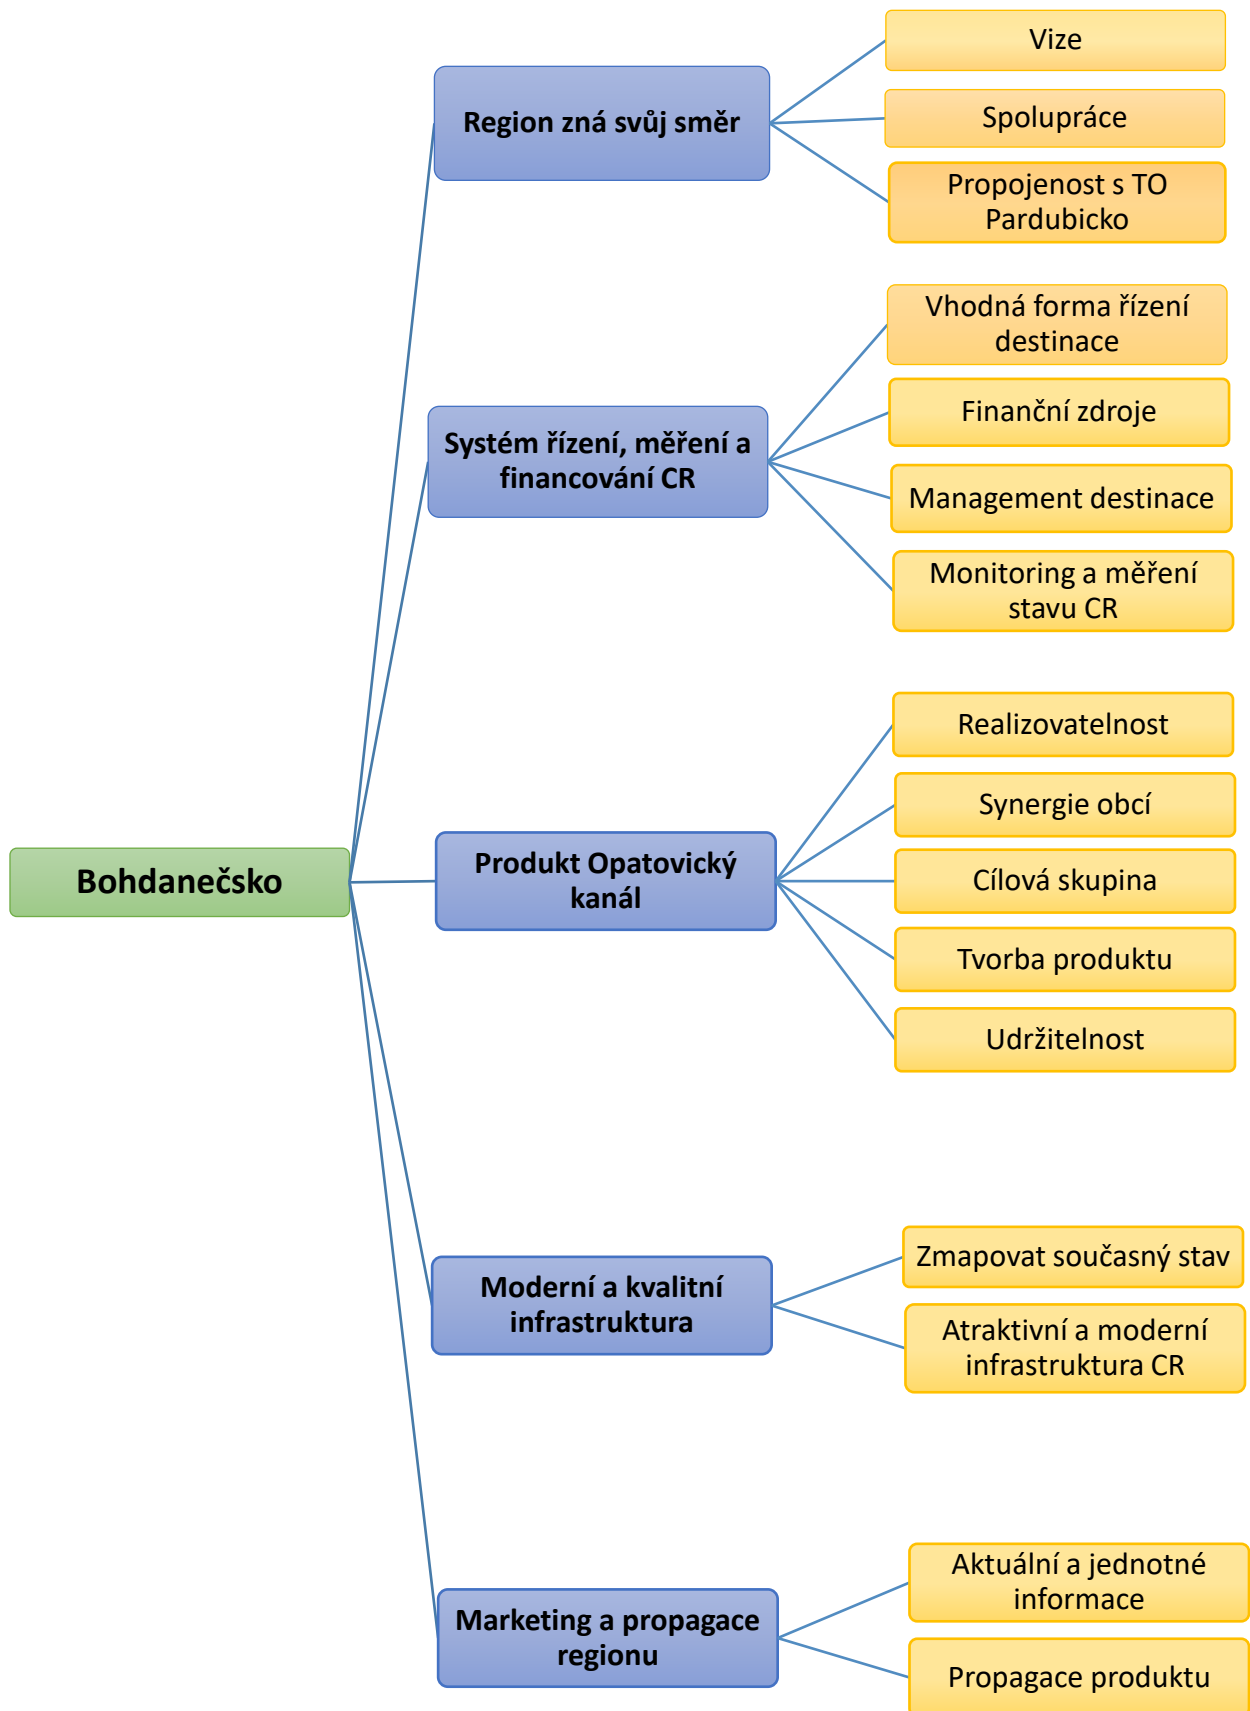 Bohdanečsko
Region zná svůj směr
Vize
Spolupráce
Propojenost s TO
Pardubicko
Systém řízení, měření a
financování CR
Vhodná forma řízení
destinace
Finanční zdroje
Management destinace
Monitoring a měření
stavu CR
Produkt Opatovický
kanál
Realizovatelnost
Synergie obcí
Cílová skupina
Tvorba produktu
Udržitelnost
Moderní a kvalitní
infrastruktura
Zmapovat současný stav
Atraktivní a moderní
infrastruktura CR
Marketing a propagace
regionu
Aktuální a jednotné
informace
Propagace produktu